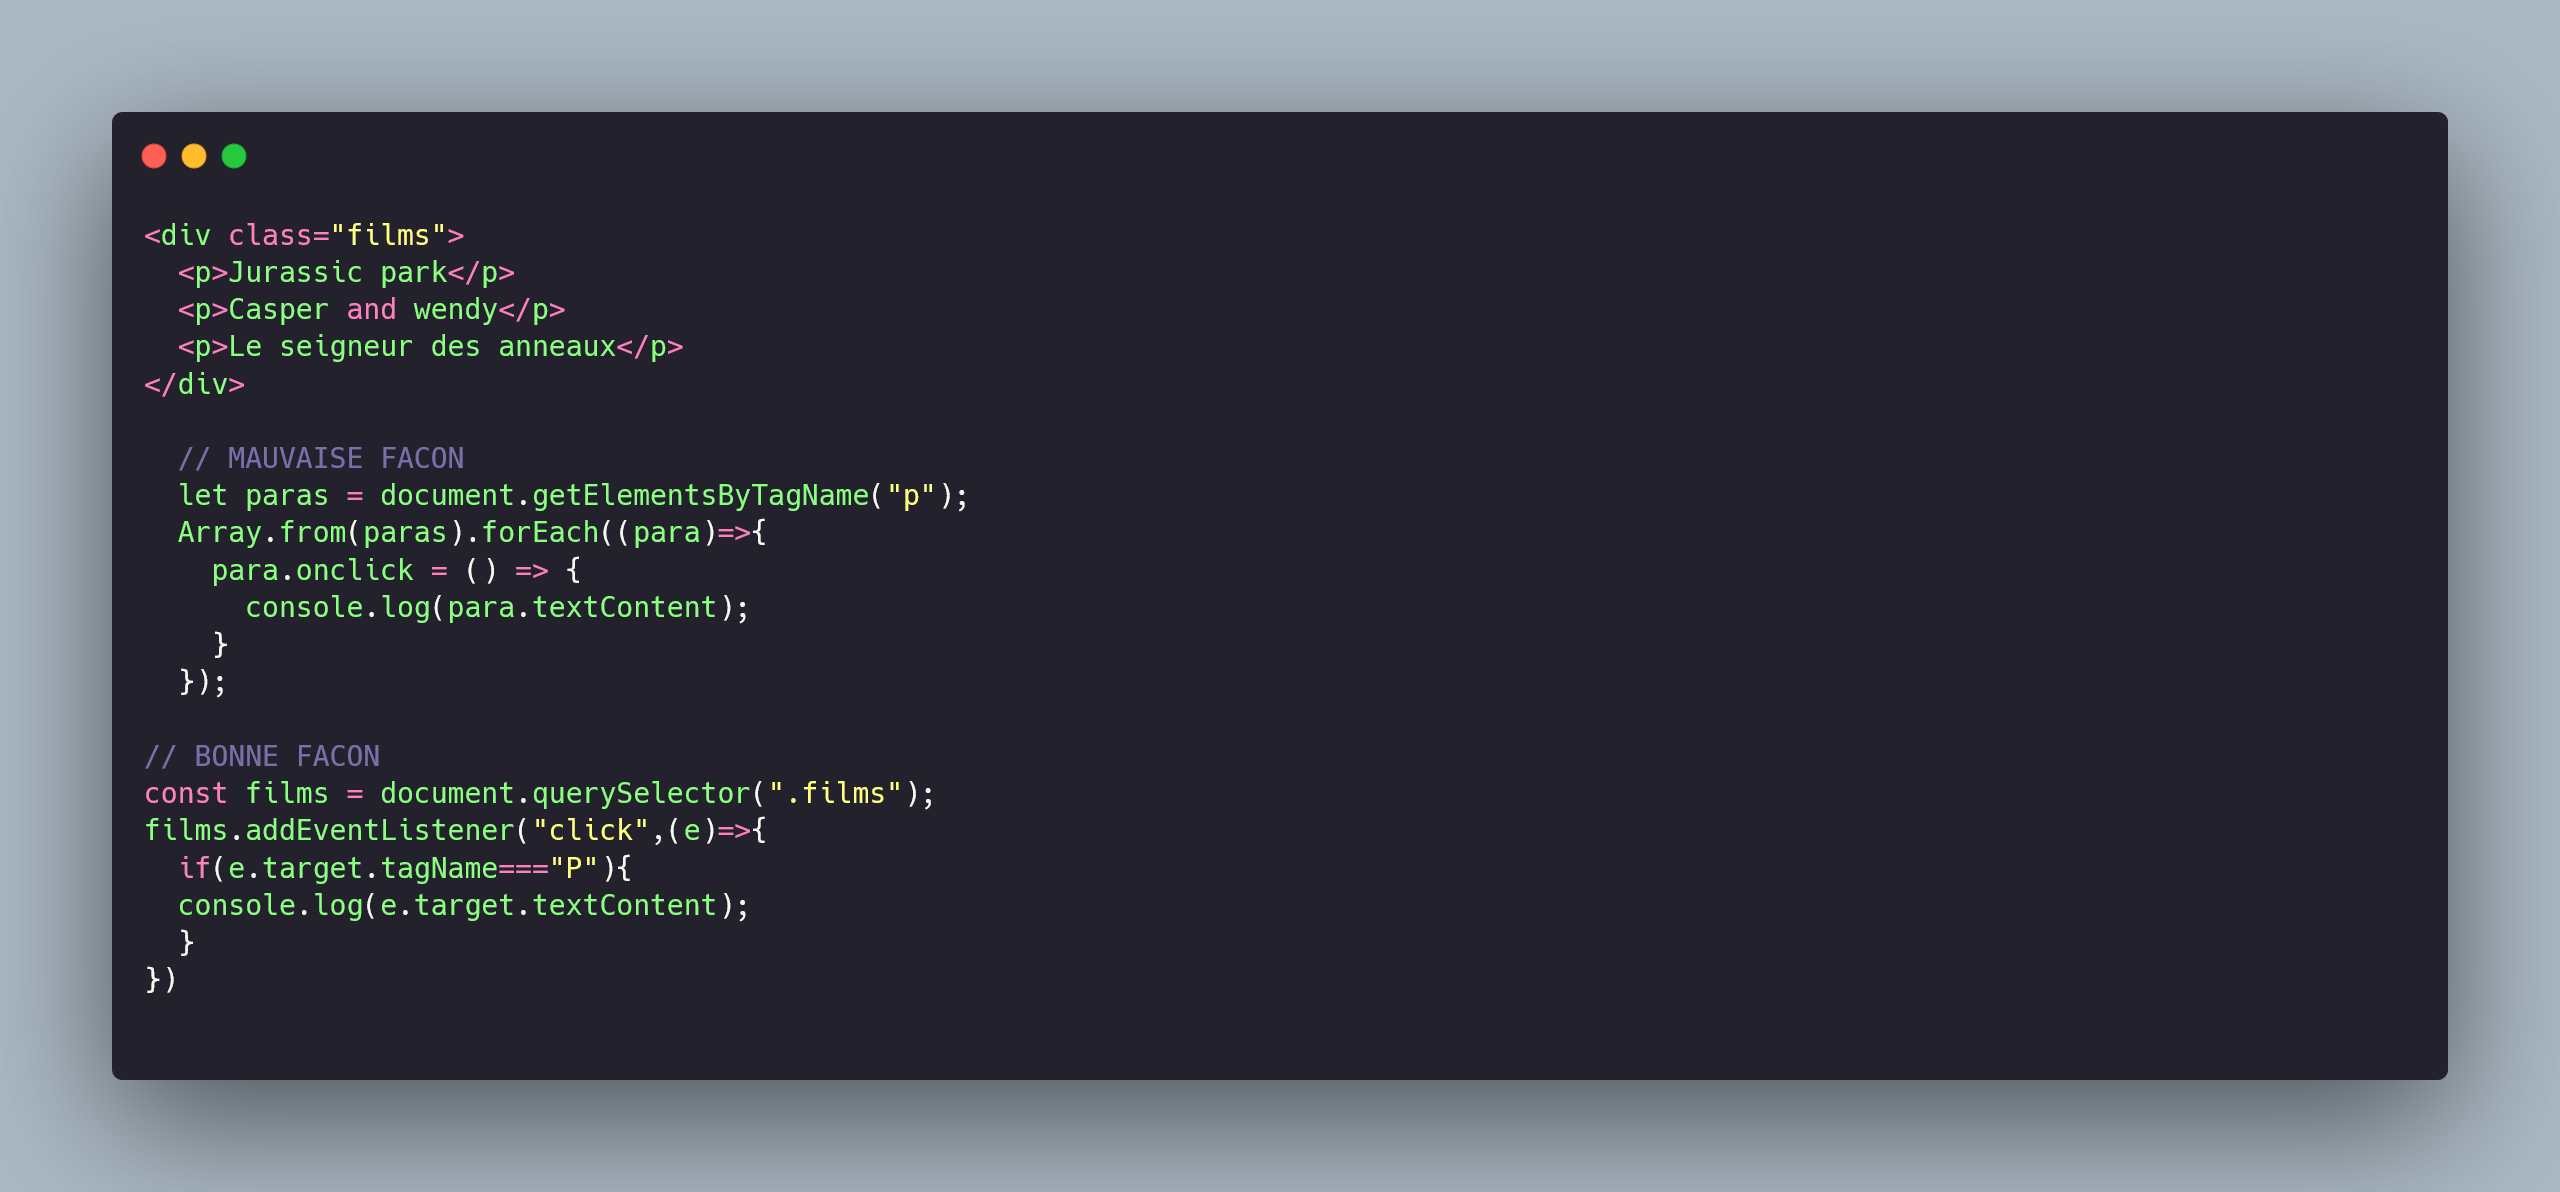 <div class="films">
  <p>Jurassic park</p>
  <p>Casper and wendy</p>
  <p>Le seigneur des anneaux</p>
</div>

  // MAUVAISE FACON
  let paras = document.getElementsByTagName("p");
  Array.from(paras).forEach((para)=>{
    para.onclick = () => {
      console.log(para.textContent);
    }
  });

// BONNE FACON
const films = document.querySelector(".films");
films.addEventListener("click",(e)=>{
  if(e.target.tagName==="P"){
  console.log(e.target.textContent);
  }
})